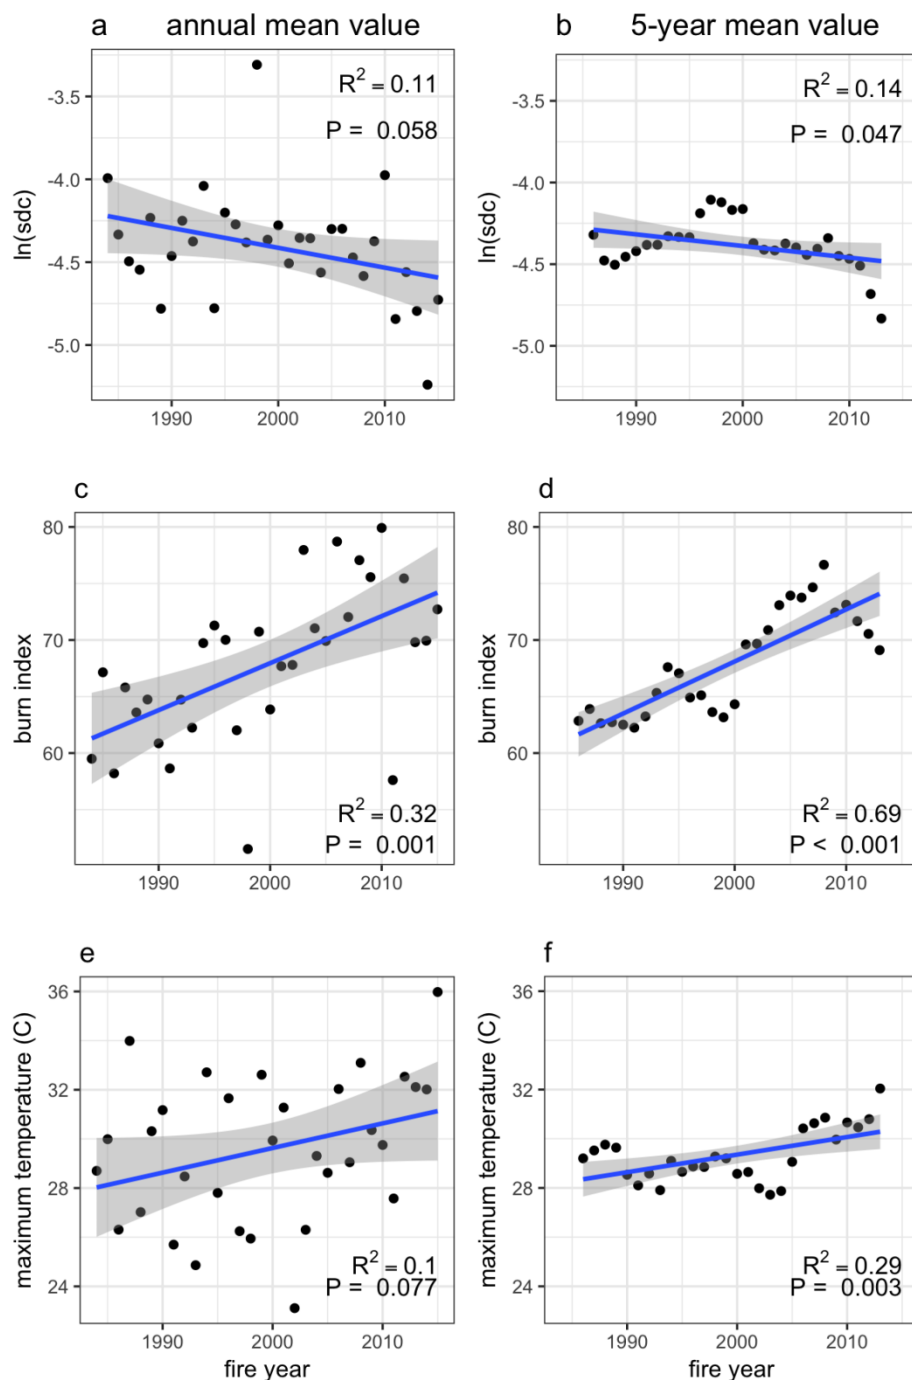 a annual mean value
b 5-year mean value
ln(sdc)
-3.5
-4.0
-4.5
-5.0
R² = 0.11
P = 0.058
1990 2000 2010
ln(sdc)
-3.5
-4.0
-4.5
-5.0
R² = 0.14
P = 0.047
1990 2000 2010
c
burn index
80
70
60
R² = 0.32
P = 0.001
1990 2000 2010
d
burn index
80
70
60
R² = 0.69
P < 0.001
1990 2000 2010
e
maximum temperature (C)
36
32
28
24
R² = 0.1
P = 0.077
1990 2000 2010
fire year
f
maximum temperature (C)
36
32
28
24
R² = 0.29
P = 0.003
1990 2000 2010
fire year